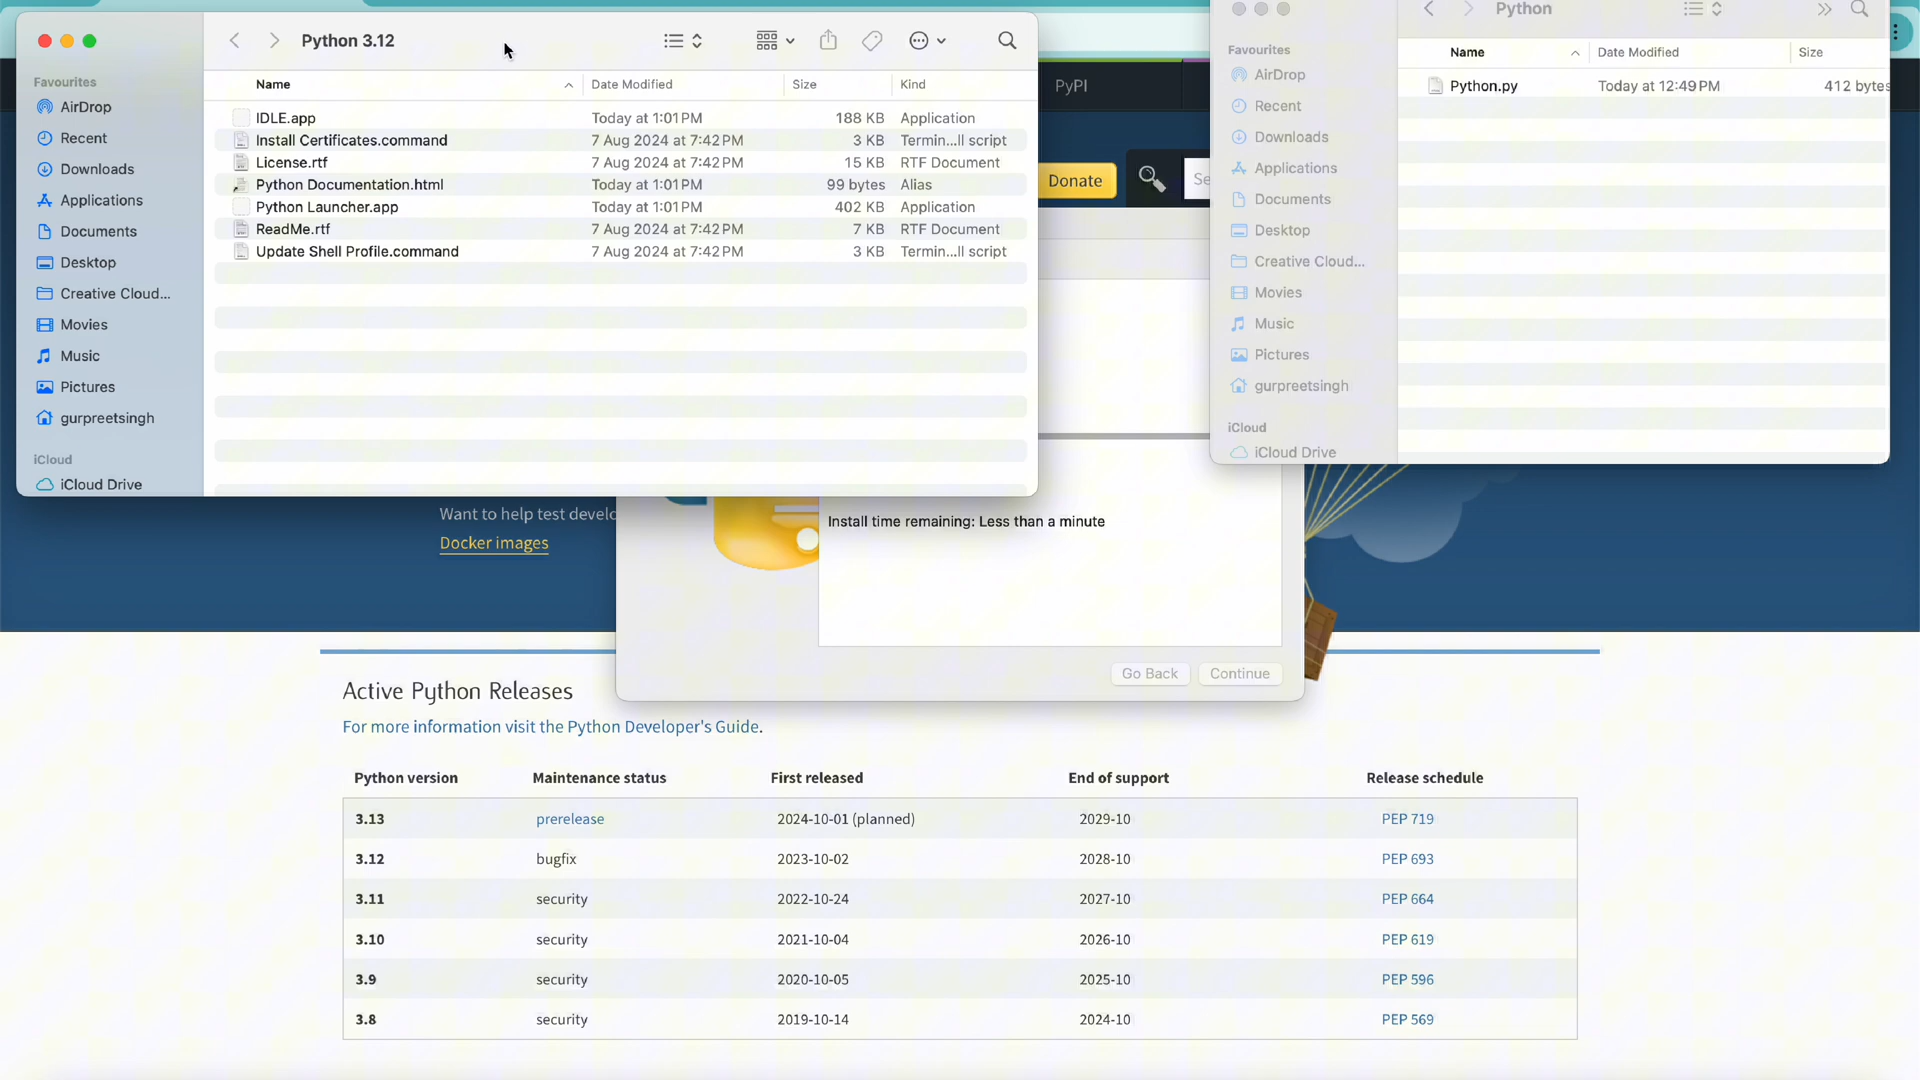 Python 3.12
Favourites
AirDrop
Recent
Downloads
Applications
Documents
Desktop
Creative Cloud...
Movies
Music
Pictures
gurpreetsingh
iCloud
iCloud Drive
Name Date Modified Size Kind
IDLE.app Today at 1:01 PM 188 KB Application
Install Certificates.command 7 Aug 2024 at 7:42 PM 3 KB Termin...ll script
License.rtf 7 Aug 2024 at 7:42 PM 15 KB RTF Document
Python Documentation.html Today at 1:01 PM 99 bytes Alias
Python Launcher.app Today at 1:01 PM 402 KB Application
ReadMe.rtf 7 Aug 2024 at 7:42 PM 7 KB RTF Document
Update Shell Profile.command 7 Aug 2024 at 7:42 PM 3 KB Termin...ll script
PyPI
Donate
Se
Python
Favourites
AirDrop
Recent
Downloads
Applications
Documents
Desktop
Creative Cloud...
Movies
Music
Pictures
gurpreetsingh
iCloud
iCloud Drive
Name Date Modified Size
Python.py Today at 12:49 PM 412 bytes
Want to help test develo
Docker images
Install time remaining: Less than a minute
Go Back Continue
Active Python Releases
For more information visit the Python Developer's Guide.
Python version Maintenance status First released End of support Release schedule
3.13 prerelease 2024-10-01 (planned) 2029-10 PEP 719
3.12 bugfix 2023-10-02 2028-10 PEP 693
3.11 security 2022-10-24 2027-10 PEP 664
3.10 security 2021-10-04 2026-10 PEP 619
3.9 security 2020-10-05 2025-10 PEP 596
3.8 security 2019-10-14 2024-10 PEP 569